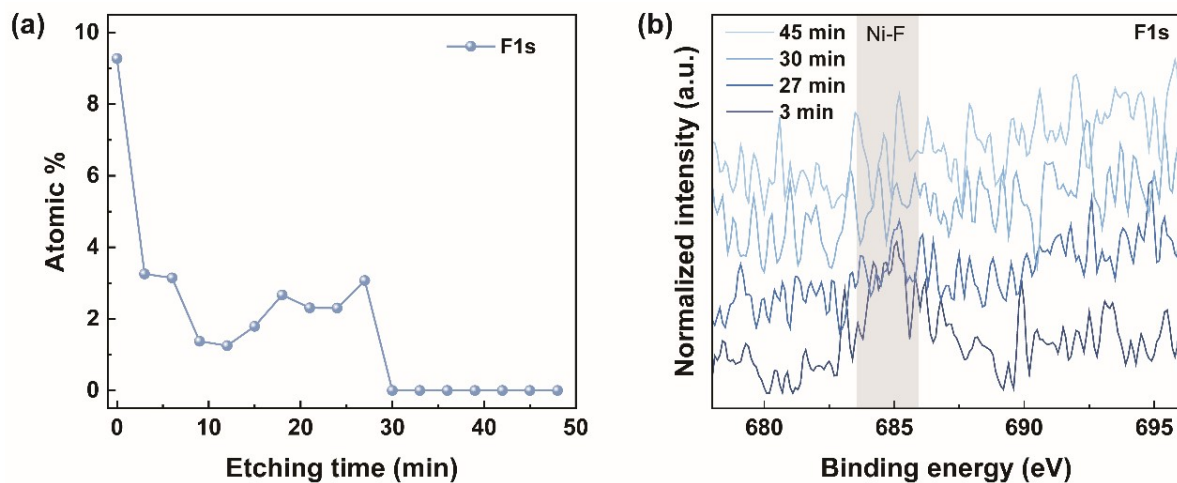 (a)
10
8
6
4
2
0
Atomic %
F1s
0 10 20 30 40 50
Etching time (min)
(b)
45 min
30 min
27 min
3 min
Ni-F
F1s
Normalized intensity (a.u.)
680 685 690 695
Binding energy (eV)